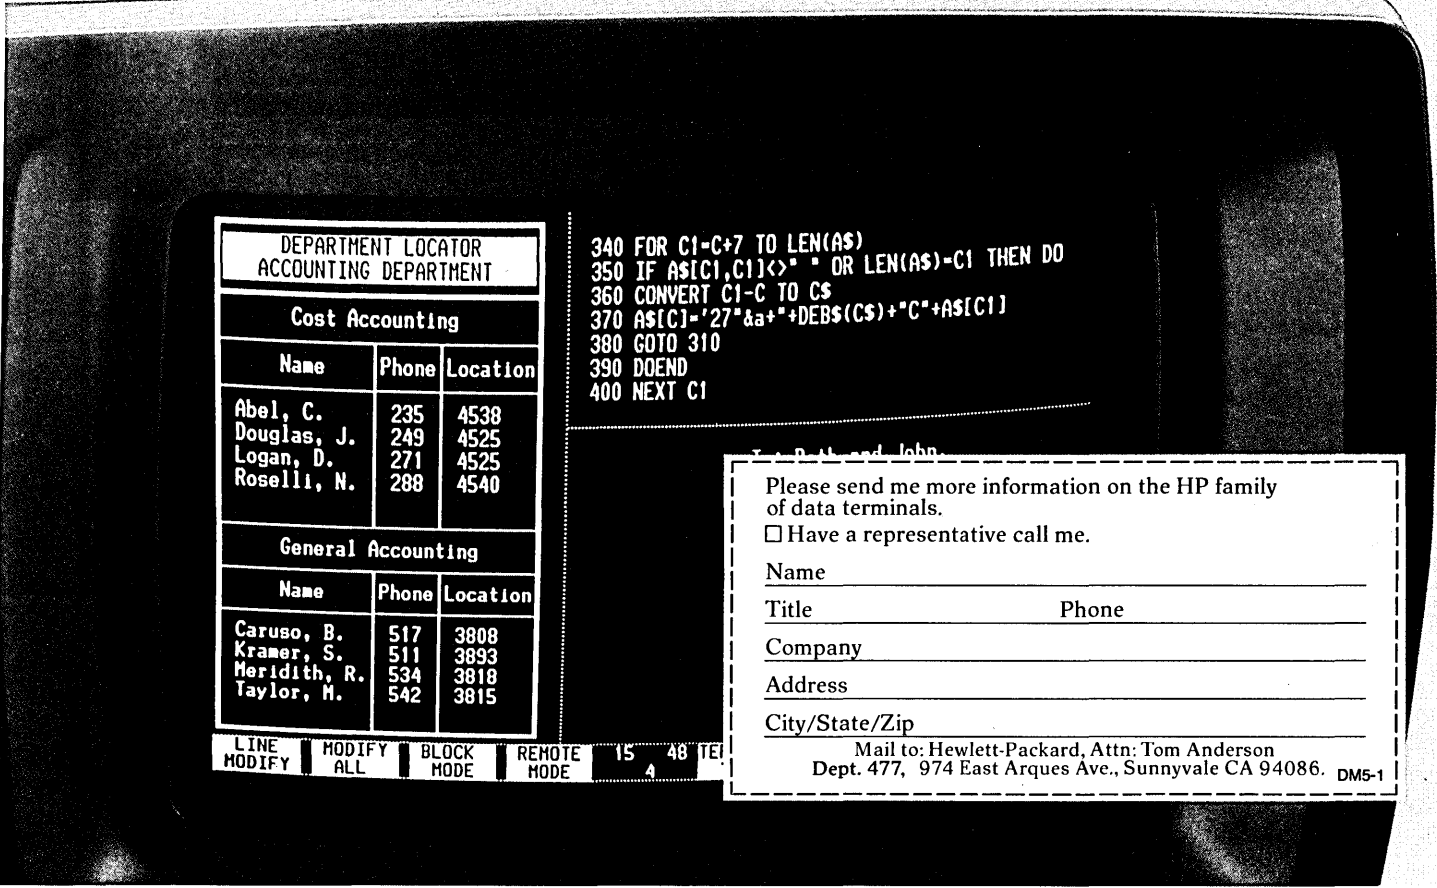 DEPARTMENT LOCATOR
ACCOUNTING DEPARTMENT
Cost Accounting
Name Phone Location
Abel, C. 235 4538
Douglas, J. 249 4525
Logan, D. 271 4525
Roselli, N. 288 4540
General Accounting
Name Phone Location
Caruso, B. 517 3808
Kramer, S. 511 3893
Meridith, R. 534 3818
Taylor, M. 542 3815
340 FOR C1=C+7 TO LEN(A$)
350 IF A$[C1,C1]<>" " OR LEN(A$)=C1 THEN DO
360 CONVERT C1-C TO C$
370 A$[C]='27"&a+"+DEB$(C$)+"C"+A$[C1]
380 GOTO 310
390 DOEND
400 NEXT C1
and John,
LINE MODIFY MODIFY ALL BLOCK MODE REMOTE MODE 15 48
4
Please send me more information on the HP family
of data terminals.
☐ Have a representative call me.
Name
Title Phone
Company
Address
City/State/Zip
Mail to: Hewlett-Packard, Attn: Tom Anderson
Dept. 477, 974 East Arques Ave., Sunnyvale CA 94086.
DM5-1